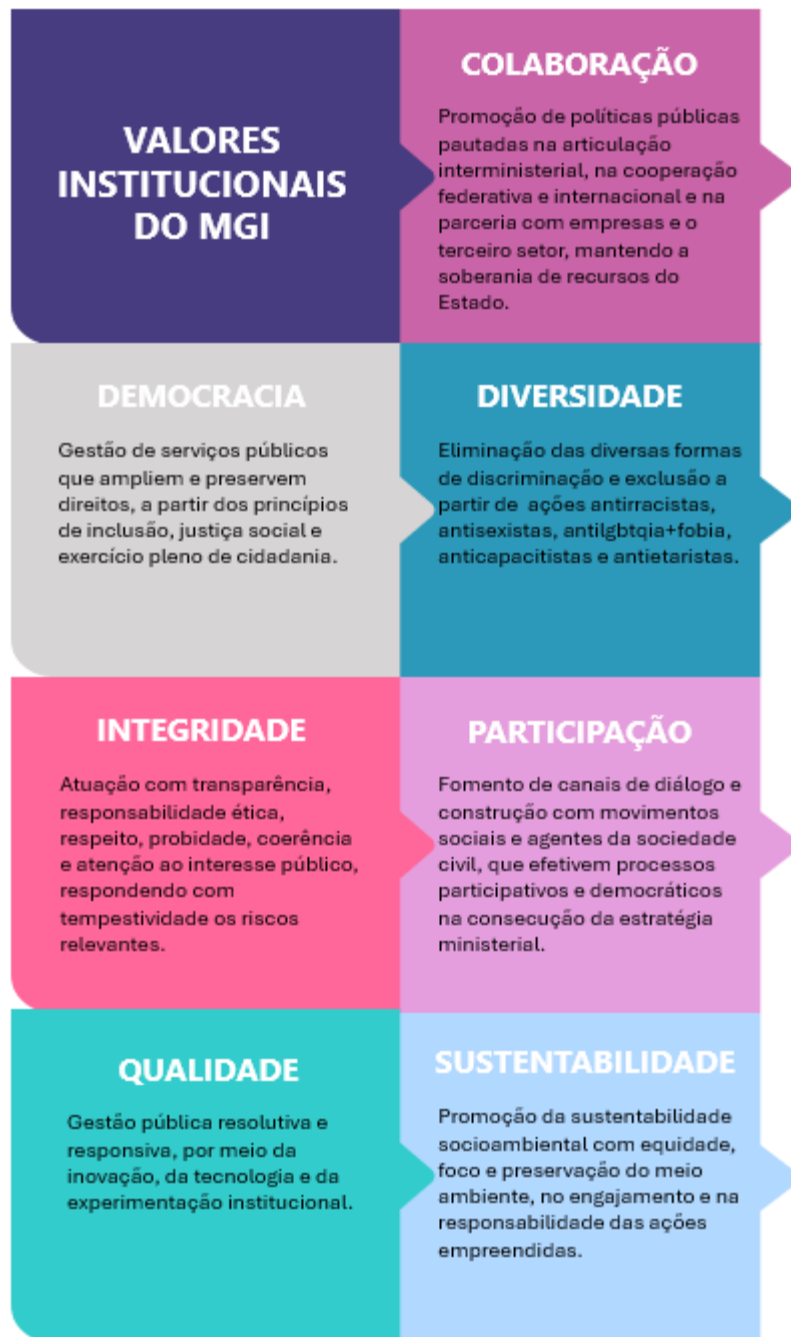 VALORES
INSTITUCIONAIS
DO MGI
COLABORAÇÃO
Promoção de políticas públicas
pautadas na articulação
interministerial, na cooperação
federativa e internacional e na
parceria com empresas e o
terceiro setor, mantendo a
soberania de recursos do
Estado.
DEMOCRACIA
Gestão de serviços públicos
que ampliem e preservem
direitos, a partir dos princípios
de inclusão, justiça social e
exercício pleno de cidadania.
DIVERSIDADE
Eliminação das diversas formas
de discriminação e exclusão a
partir de ações antirracistas,
antisexistas, antilgbtqia+fobia,
anticapacitistas e antietaristas.
INTEGRIDADE
Atuação com transparência,
responsabilidade ética,
respeito, probidade, coerência
e atenção ao interesse público,
respondendo com
tempestividade os riscos
relevantes.
PARTICIPAÇÃO
Fomento de canais de diálogo e
construção com movimentos
sociais e agentes da sociedade
civil, que efetivem processos
participativos e democráticos
na consecução da estratégia
ministerial.
QUALIDADE
Gestão pública resolutiva e
responsiva, por meio da
inovação, da tecnologia e da
experimentação institucional.
SUSTENTABILIDADE
Promoção da sustentabilidade
socioambiental com equidade,
foco e preservação do meio
ambiente, no engajamento e na
responsabilidade das ações
empreendidas.